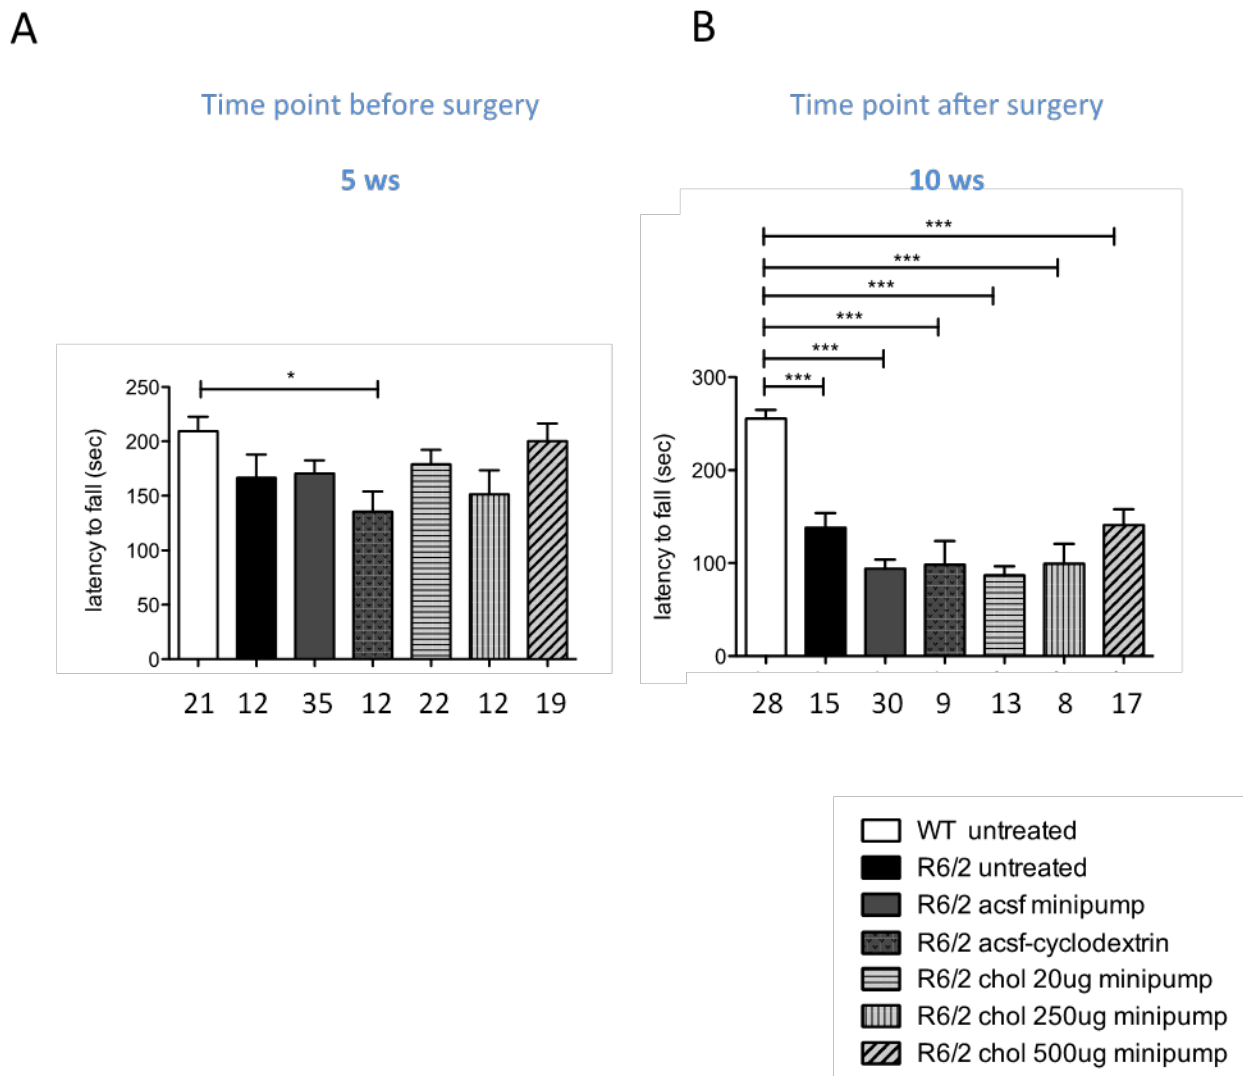 A
B
Time point before surgery
Time point after surgery
5 ws
10 ws
***
***
***
***
***
***
*
latency to fall (sec)
250
200
150
100
50
0
21 12 35 12 22 12 19
latency to fall (sec)
300
200
100
0
28 15 30 9 13 8 17
WT untreated
R6/2 untreated
R6/2 acsf minipump
R6/2 acsf-cyclodextrin
R6/2 chol 20ug minipump
R6/2 chol 250ug minipump
R6/2 chol 500ug minipump